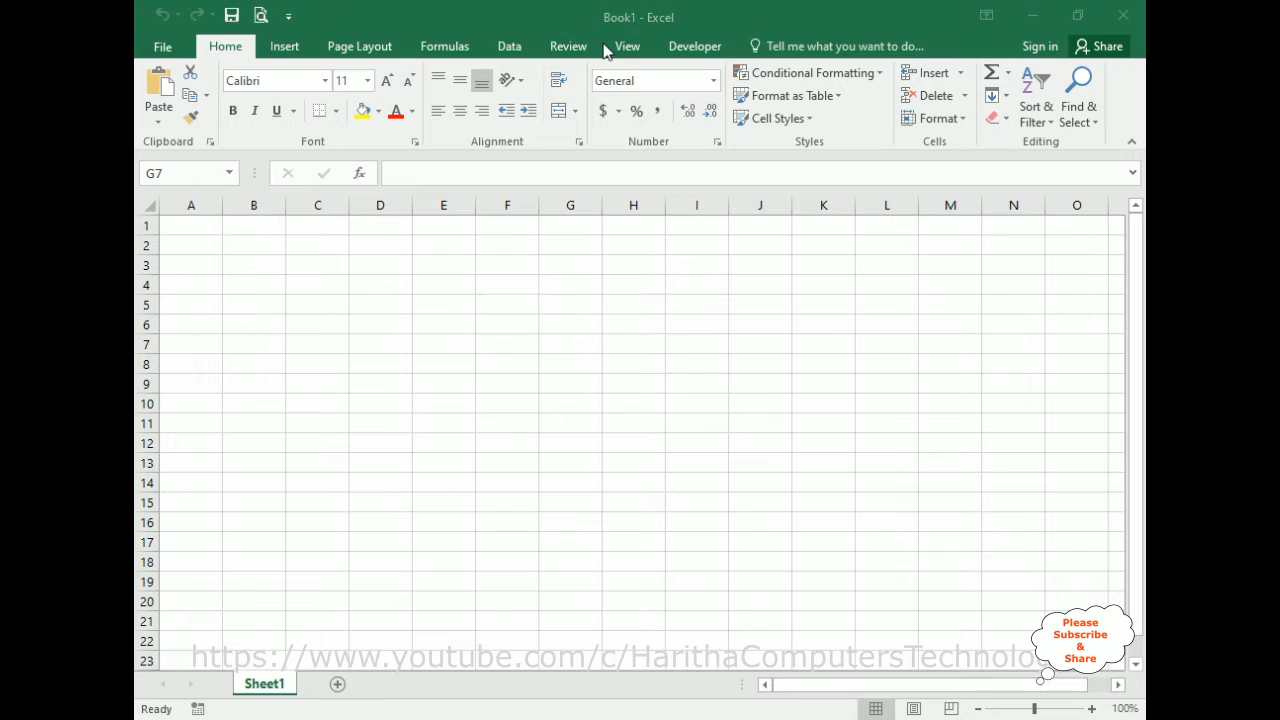 Book1 - Excel
File Home Insert Page Layout Formulas Data Review View Developer Tell me what you want to do... Sign in Share
Calibri 11 General Conditional Formatting Insert
Paste B I U A $ % , Format as Table Delete Sort & Filter Find & Select
Cell Styles Format
Clipboard Font Alignment Number Styles Cells Editing
G7 fx
A B C D E F G H I J K L M N O
1
2
3
4
5
6
7
8
9
10
11
12
13
14
15
16
17
18
19
20
21
22
23
Please
Subscribe
&
Share
https://www.youtube.com/c/HarithaComputersTechnolo
Sheet1
Ready 100%